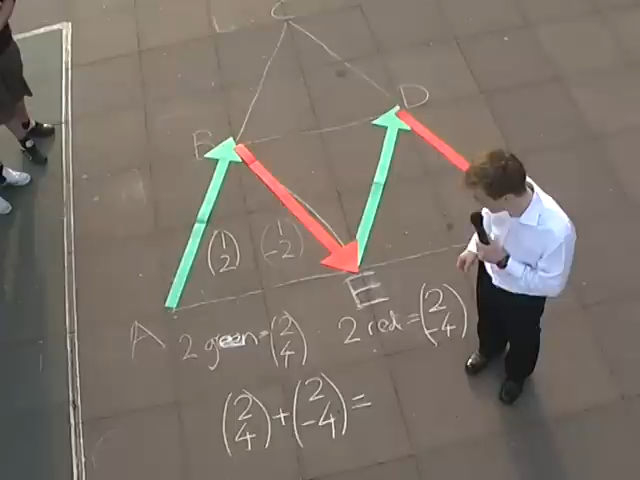 C
D
B
(1 2) (1 -2)
E
A 2 green = (2 4) 2 red = (2 -4)
(2 4) + (2 -4) =